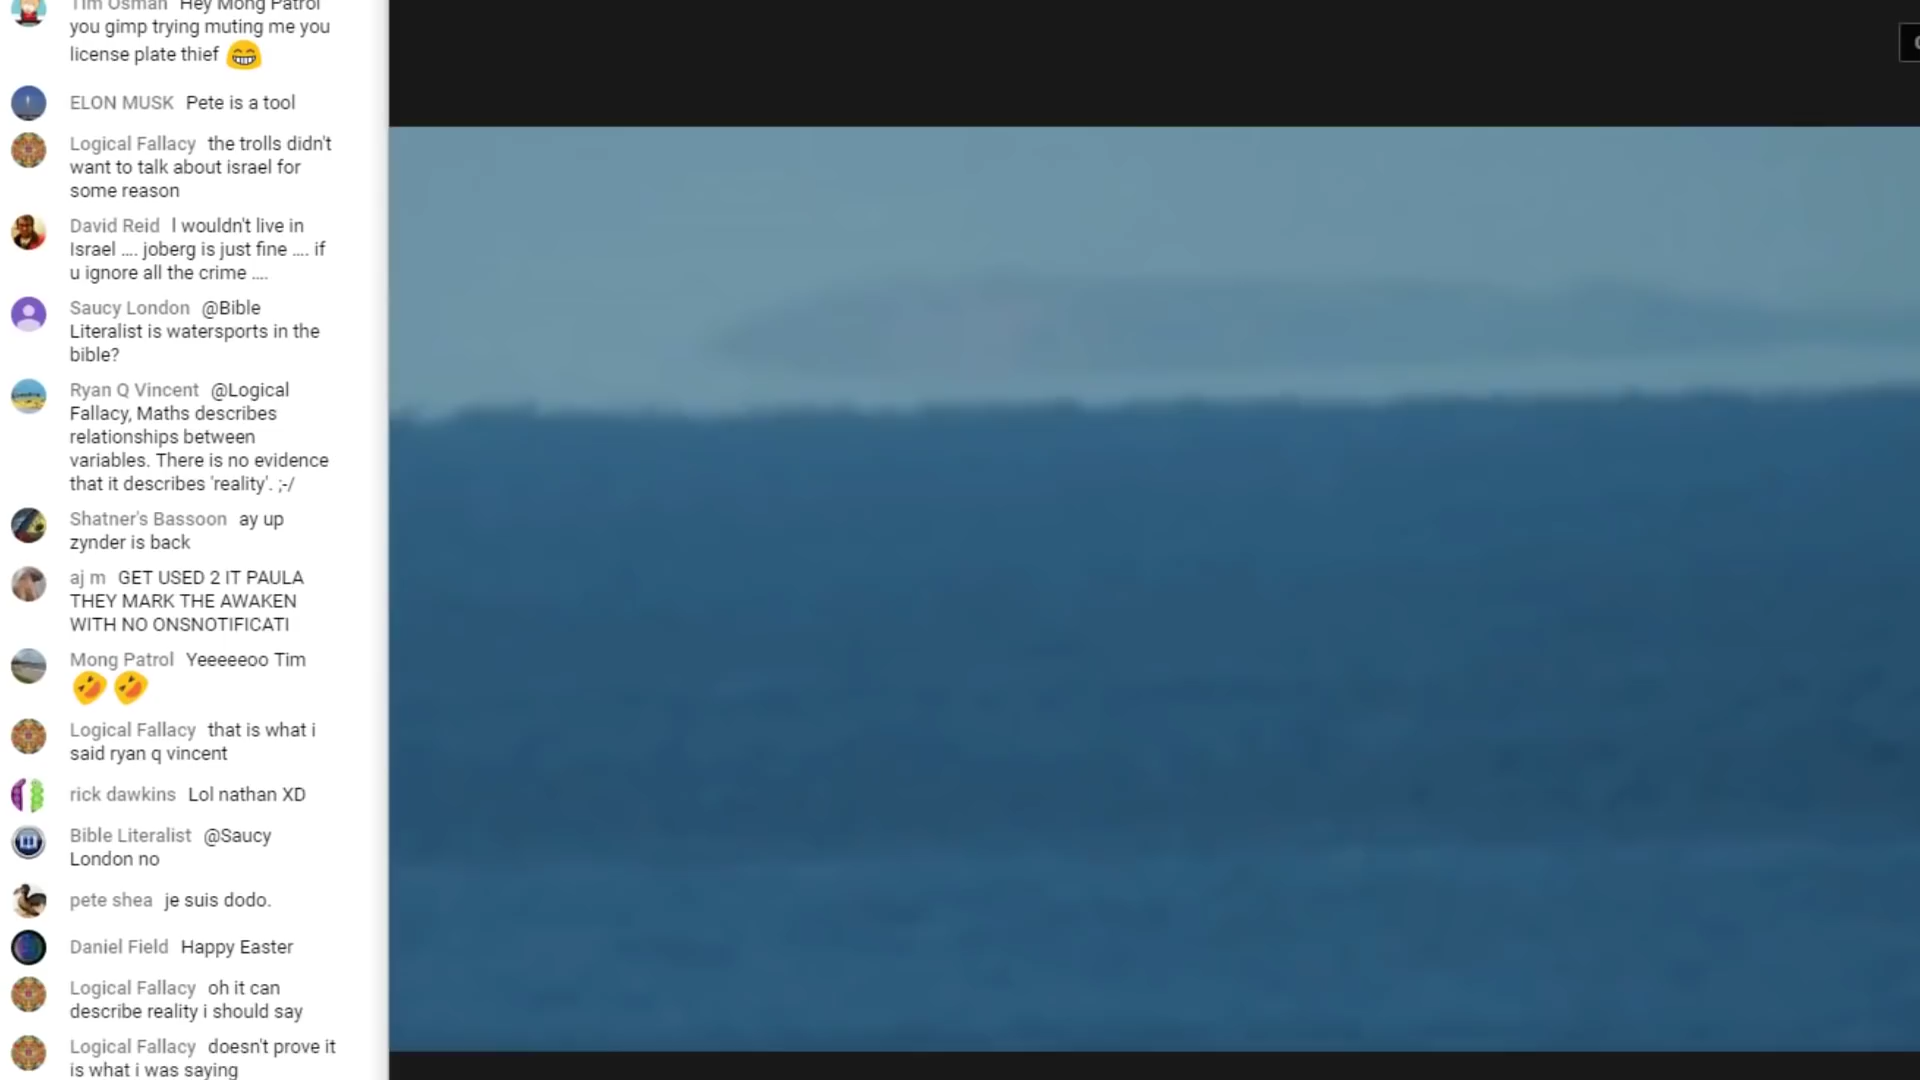 Tim Osman Hey Mong Patrol
you gimp trying muting me you
license plate thief 😁
ELON MUSK Pete is a tool
Logical Fallacy the trolls didn't
want to talk about israel for
some reason
David Reid I wouldn't live in
Israel .... joberg is just fine .... if
u ignore all the crime ....
Saucy London @Bible
Literalist is watersports in the
bible?
Ryan Q Vincent @Logical
Fallacy, Maths describes
relationships between
variables. There is no evidence
that it describes 'reality'. ;-/
Shatner's Bassoon ay up
zynder is back
aj m GET USED 2 IT PAULA
THEY MARK THE AWAKEN
WITH NO ONSNOTIFICATI
Mong Patrol Yeeeeeoo Tim
🤣🤣
Logical Fallacy that is what i
said ryan q vincent
rick dawkins Lol nathan XD
Bible Literalist @Saucy
London no
pete shea je suis dodo.
Daniel Field Happy Easter
Logical Fallacy oh it can
describe reality i should say
Logical Fallacy doesn't prove it
is what i was saying